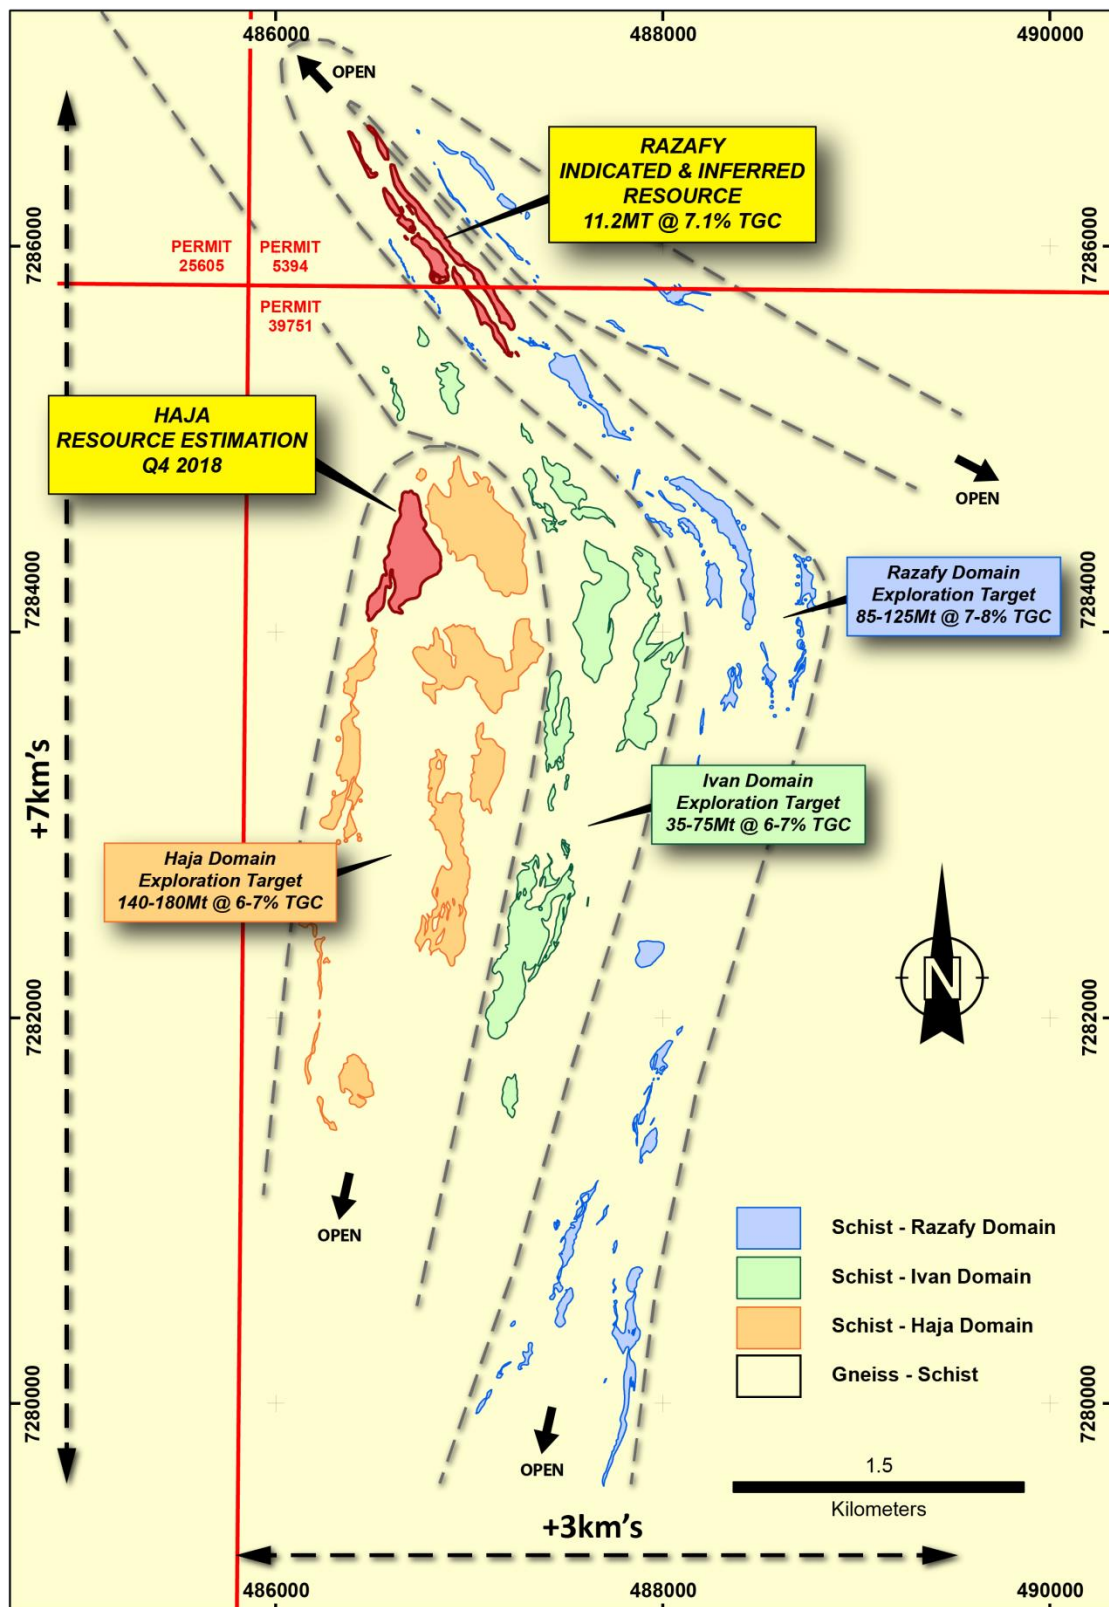 486000
488000
490000
OPEN
RAZAFY
INDICATED & INFERRED
RESOURCE
11.2MT @ 7.1% TGC
7286000
7286000
PERMIT
25605
PERMIT
5394
PERMIT
39751
HAJA
RESOURCE ESTIMATION
Q4 2018
OPEN
7284000
7284000
Razafy Domain
Exploration Target
85-125Mt @ 7-8% TGC
+7km's
Ivan Domain
Exploration Target
35-75Mt @ 6-7% TGC
Haja Domain
Exploration Target
140-180Mt @ 6-7% TGC
N
7282000
7282000
OPEN
Schist - Razafy Domain
Schist - Ivan Domain
Schist - Haja Domain
Gneiss - Schist
7280000
7280000
OPEN
1.5
Kilometers
+3km's
486000
488000
490000